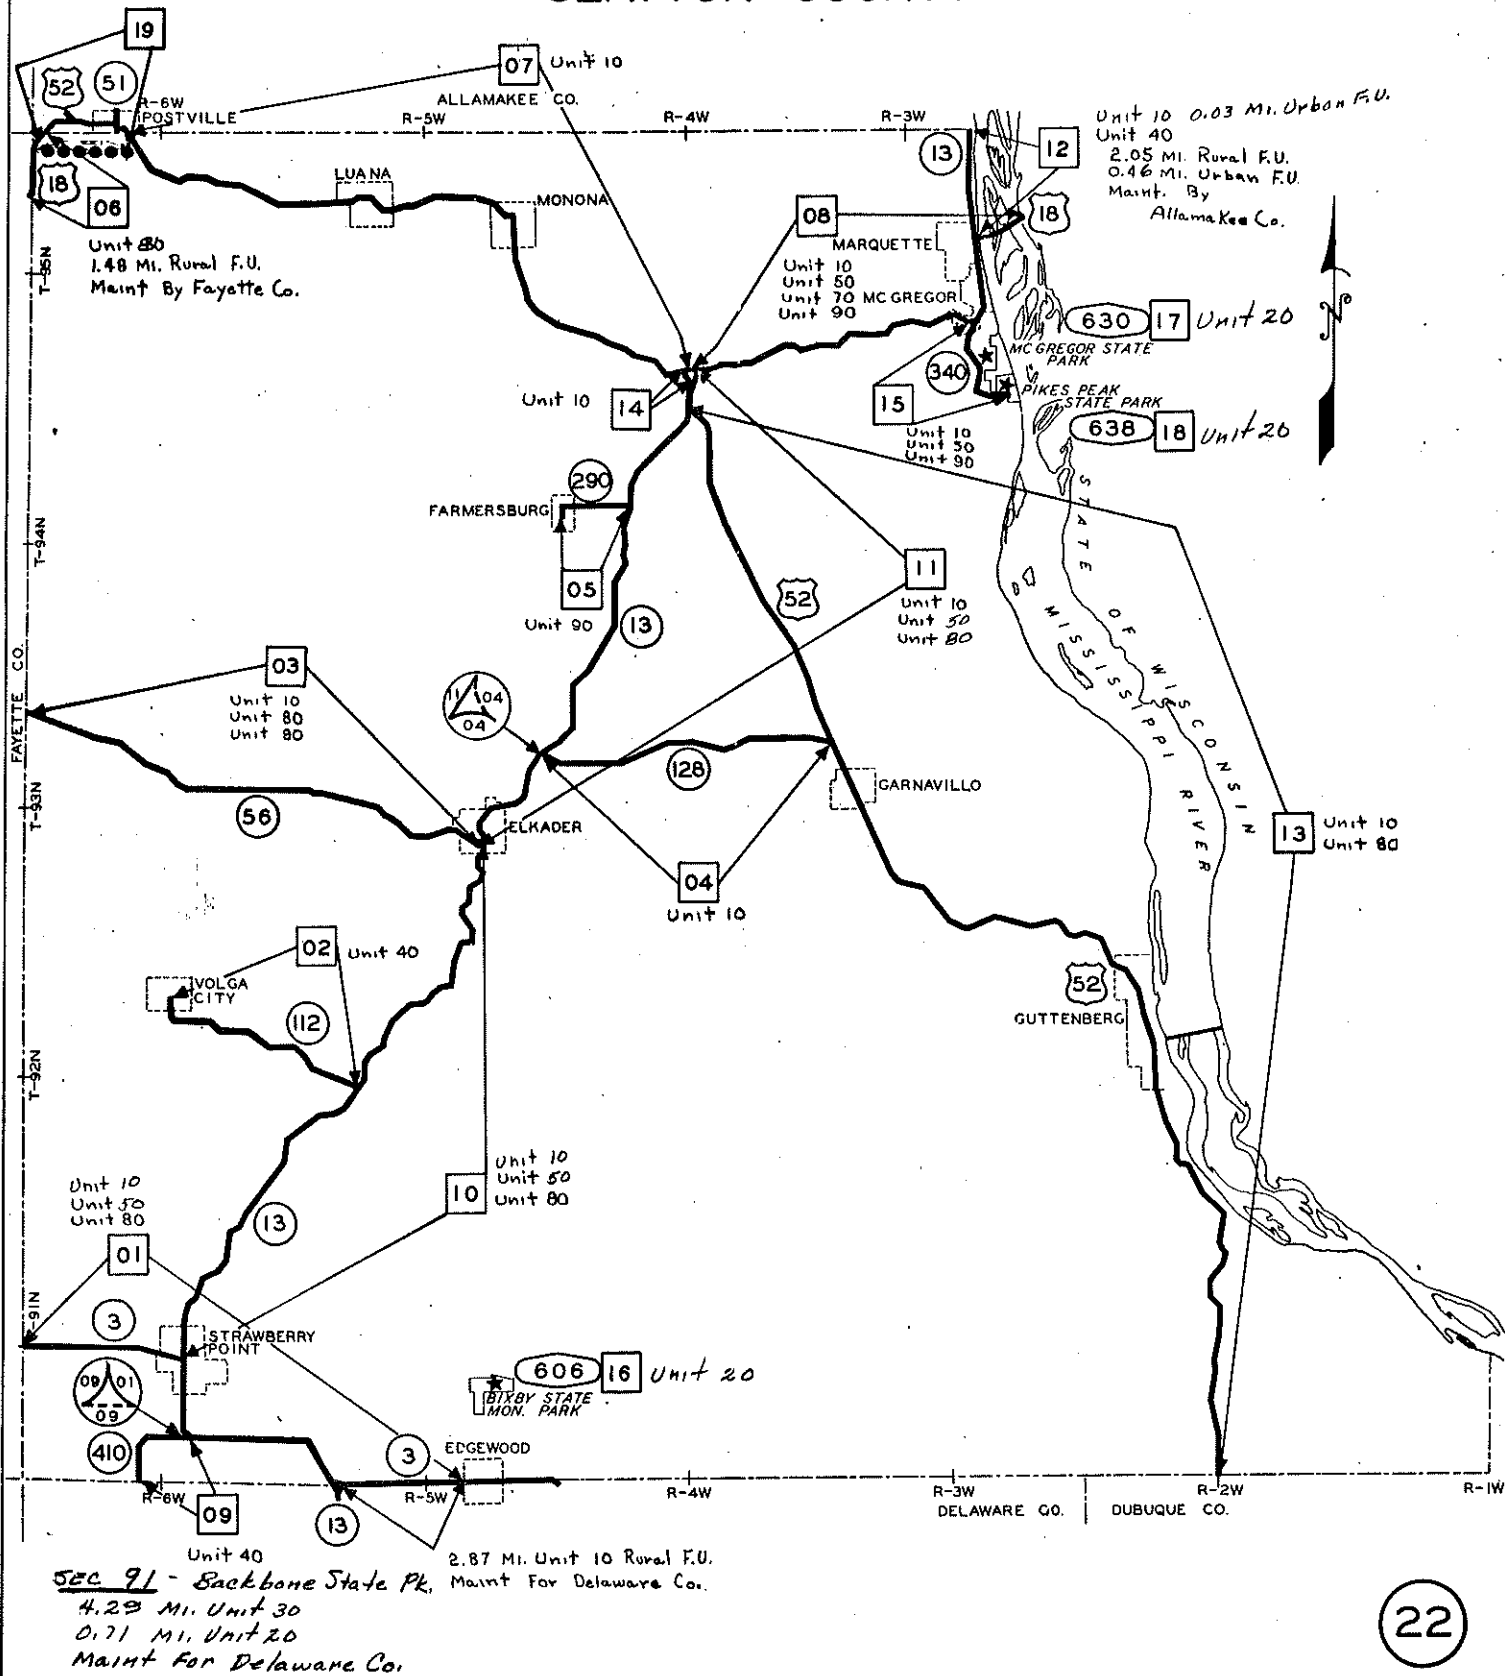 19
52
51
R-6W
POSTVILLE
07 Unit 10
ALLAMAKEE CO.
R-5W
R-4W
R-3W
13
12
Unit 10 0.03 Mi. Urban F.U.
Unit 40
2.05 Mi. Rural F.U.
0.46 Mi. Urban F.U.
Maint. By
Allamakee Co.
18
06
Unit 80
1.48 Mi. Rural F.U.
Maint By Fayette Co.
T-95N
LUANA
MONONA
08
18
MARQUETTE
Unit 10
Unit 50
Unit 70
Unit 90
MC GREGOR
630 17 Unit 20
MC GREGOR STATE
PARK
340
PIKES PEAK
STATE PARK
638 18 Unit 20
N
15
Unit 10
Unit 50
Unit 90
Unit 10 14
290
FARMERSBURG
05
Unit 90
13
T-94N
52
11
Unit 10
Unit 50
Unit 80
STATE OF WISCONSIN
MISSISSIPPI RIVER
FAYETTE CO.
03
Unit 10
Unit 80
Unit 80
11 04
04
128
GARNAVILLO
T-93N
56
ELKADER
04
Unit 10
13
Unit 10
Unit 80
02 Unit 40
VOLGA
CITY
112
52
GUTTENBERG
T-92N
10
Unit 10
Unit 50
Unit 80
Unit 10
Unit 50
Unit 80
01
13
3
-91N
STRAWBERRY
POINT
606 16 Unit 20
BIXBY STATE
MON. PARK
09 01
09
410
3
EDGEWOOD
R-6W
R-5W
R-4W
R-3W
R-2W
R-1W
DELAWARE CO.
DUBUQUE CO.
09
Unit 40
13
2.87 Mi. Unit 10 Rural F.U.
Maint For Delaware Co.
SEC 91 - Backbone State Pk.
4.29 Mi. Unit 30
0.71 Mi. Unit 20
Maint For Delaware Co.
22